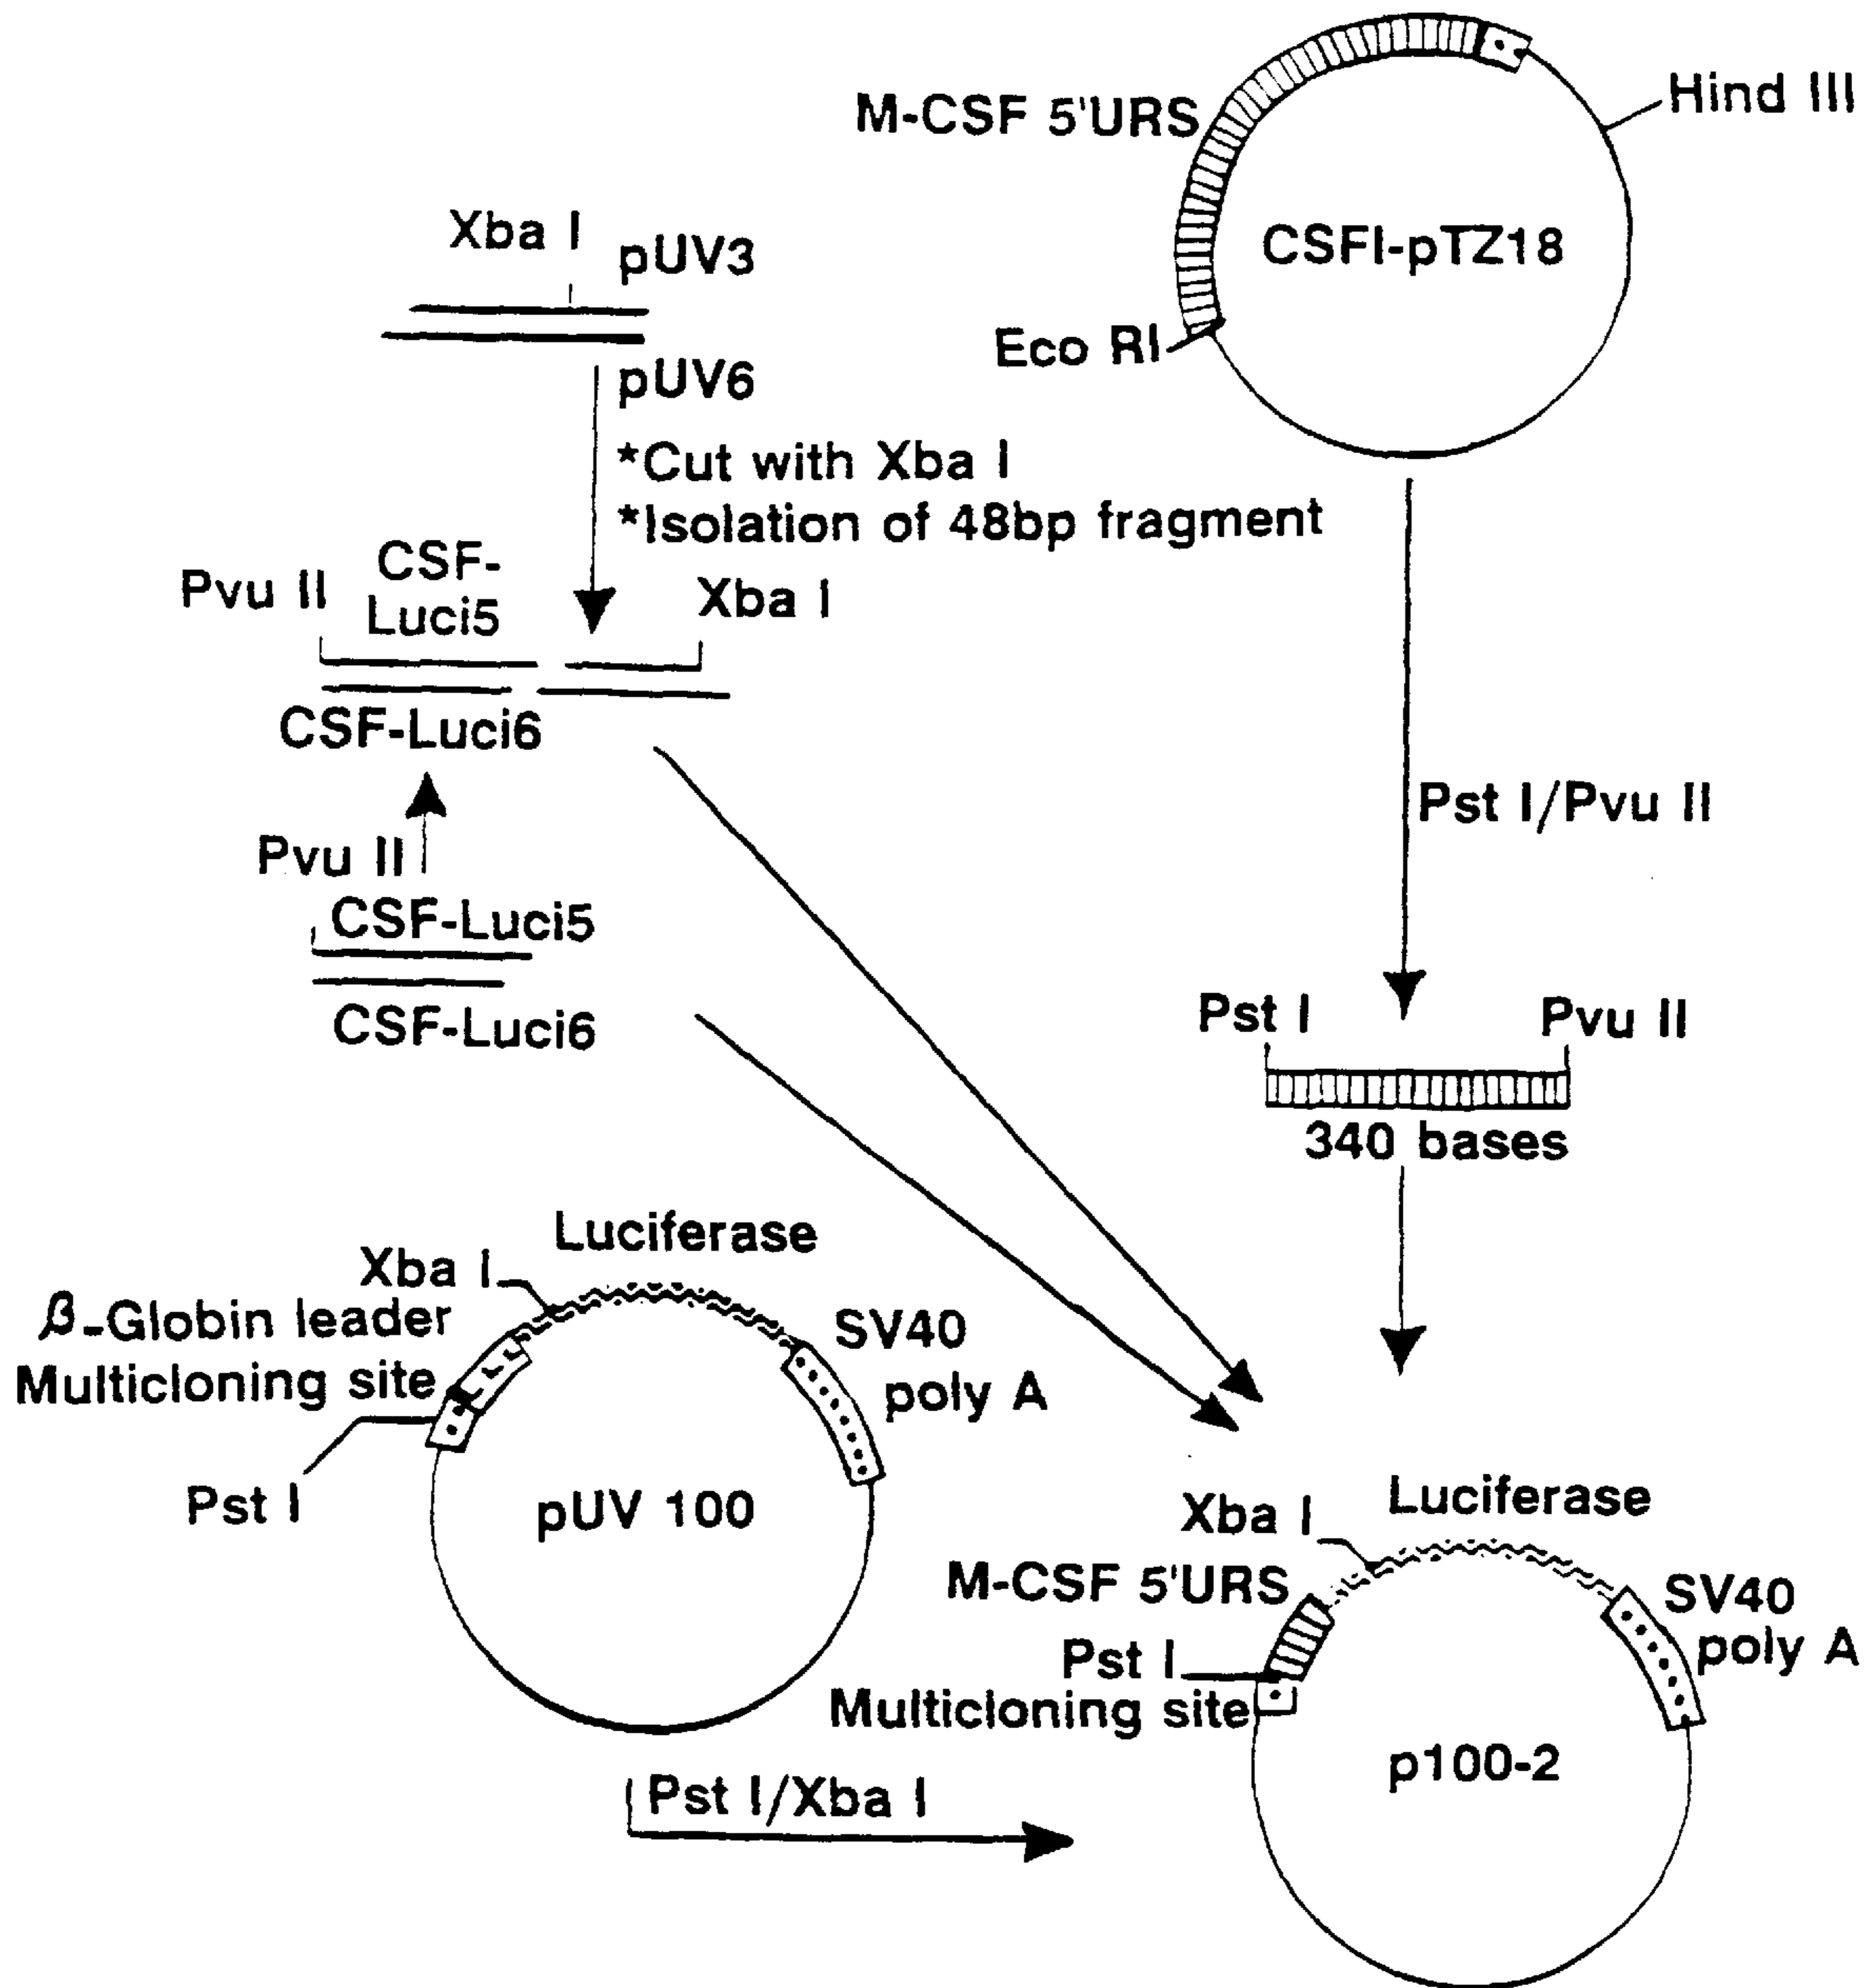 M-CSF 5'URS
Hind III
CSFI-pTZ18
Eco RI
Xba I
pUV3
pUV6
*Cut with Xba I
*Isolation of 48bp fragment
Pvu II
CSF-
Luci5
Xba I
CSF-Luci6
Pvu II
CSF-Luci5
CSF-Luci6
Pst I/Pvu II
Pst I
Pvu II
340 bases
Luciferase
Xba I
β-Globin leader
Multicloning site
SV40
poly A
Pst I
pUV 100
Pst I/Xba I
Luciferase
Xba I
M-CSF 5'URS
SV40
poly A
Pst I
Multicloning site
p100-2